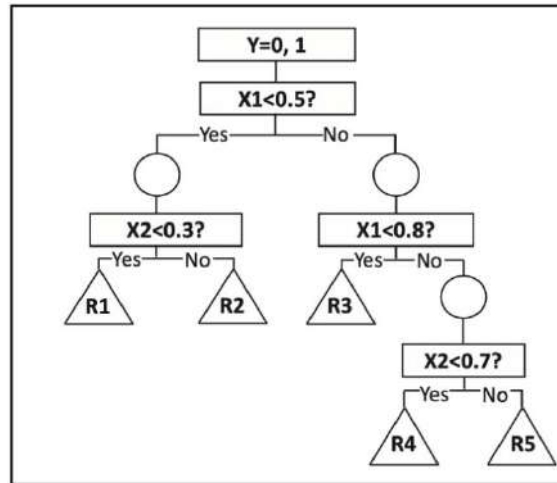 Y=0, 1
X1<0.5?
Yes No
X2<0.3? X1<0.8?
Yes No Yes No
R1 R2 R3
X2<0.7?
Yes No
R4 R5